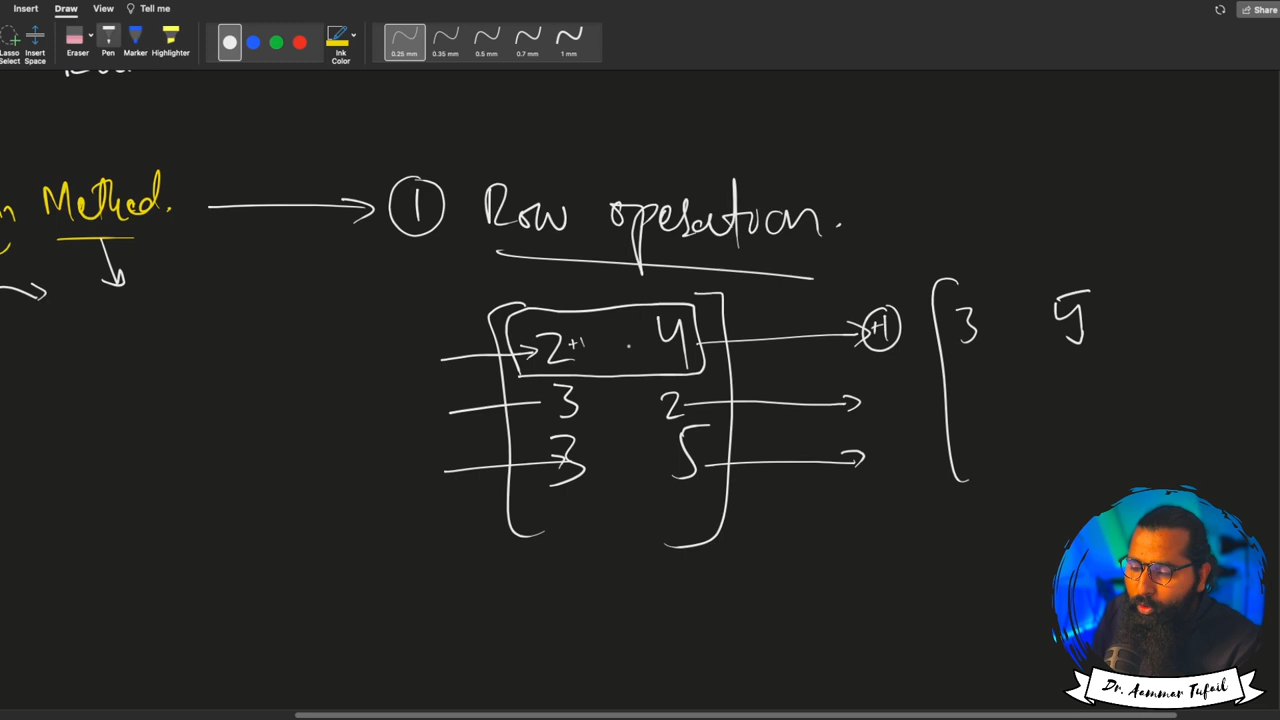 Insert Draw View Tell me
Share
Lasso Select
Insert Space
Eraser
Pen
Marker
Highlighter
Ink Color
0.25 mm
0.35 mm
0.5 mm
0.7 mm
1 mm
Method. ① Row operation.
2+1 . 4 +1 3 5
3 2
3 5
Dr. Aammar Tufail